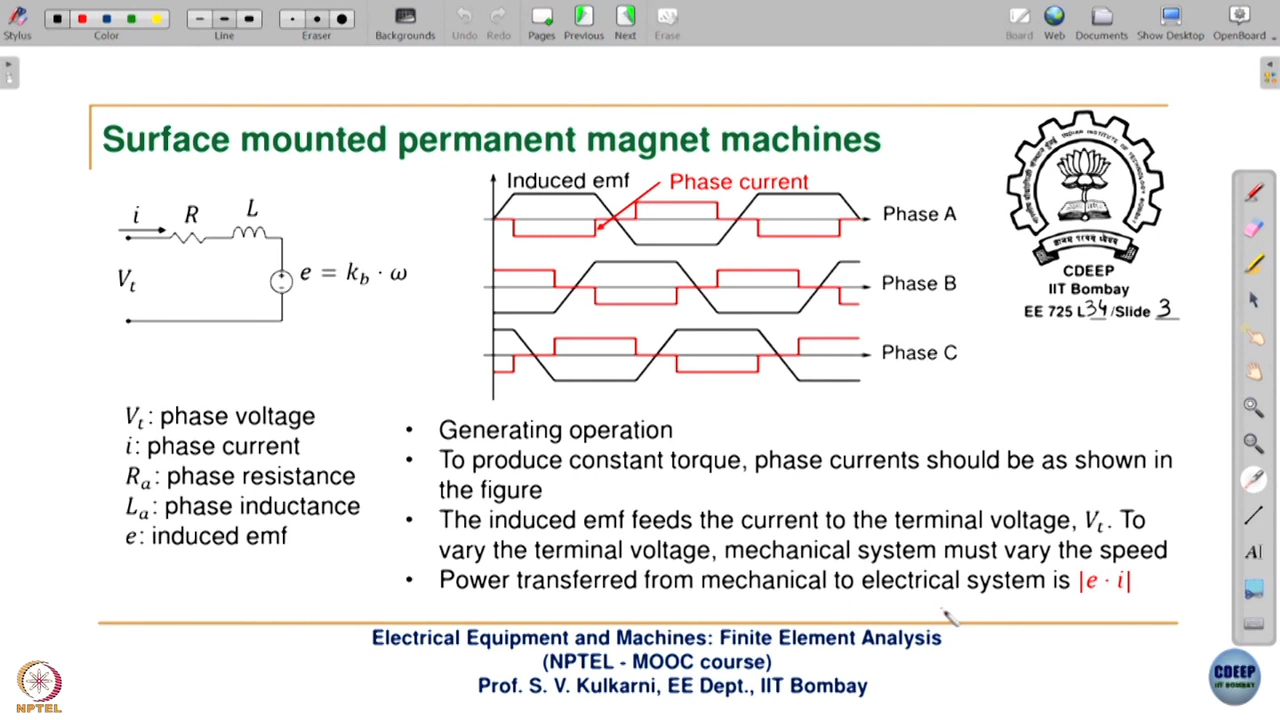 Stylus
Color
Line
Eraser
Backgrounds
Undo
Redo
Pages
Previous
Next
Erase
Board
Web
Documents
Show Desktop
OpenBoard
Surface mounted permanent magnet machines
i R L
V_t
e = k_b · ω
Induced emf
Phase current
Phase A
Phase B
Phase C
CDEEP
IIT Bombay
EE 725 L 34 /Slide 3
V_t: phase voltage
i: phase current
R_a: phase resistance
L_a: phase inductance
e: induced emf
• Generating operation
• To produce constant torque, phase currents should be as shown in
the figure
• The induced emf feeds the current to the terminal voltage, V_t. To
vary the terminal voltage, mechanical system must vary the speed
• Power transferred from mechanical to electrical system is |e · i|
Electrical Equipment and Machines: Finite Element Analysis
(NPTEL - MOOC course)
Prof. S. V. Kulkarni, EE Dept., IIT Bombay
NPTEL
CDEEP
IIT BOMBAY